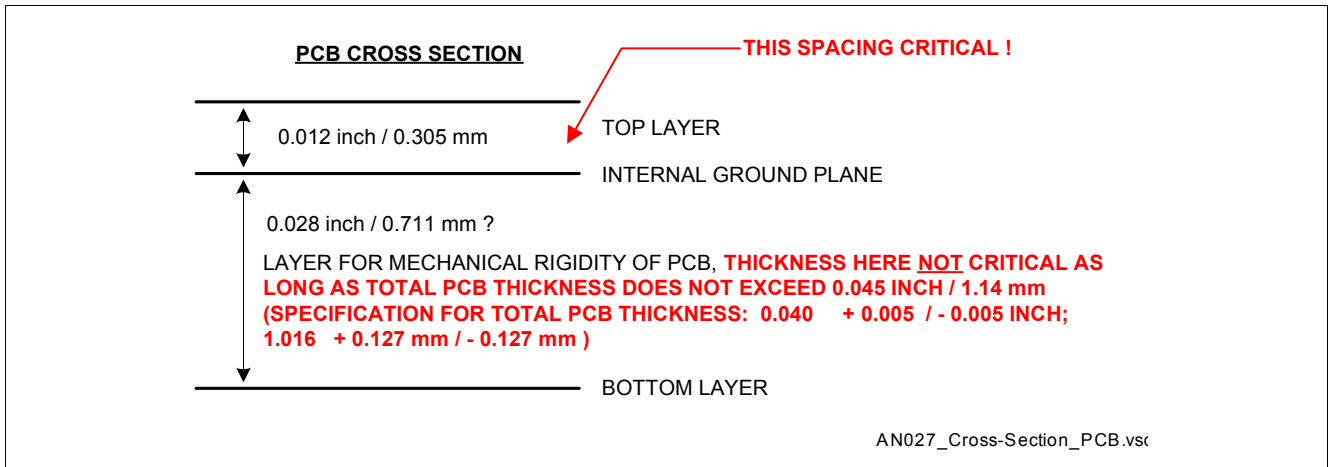 PCB CROSS SECTION
THIS SPACING CRITICAL !
0.012 inch / 0.305 mm
TOP LAYER
INTERNAL GROUND PLANE
0.028 inch / 0.711 mm ?
LAYER FOR MECHANICAL RIGIDITY OF PCB, THICKNESS HERE NOT CRITICAL AS
LONG AS TOTAL PCB THICKNESS DOES NOT EXCEED 0.045 INCH / 1.14 mm
(SPECIFICATION FOR TOTAL PCB THICKNESS: 0.040 + 0.005 / - 0.005 INCH;
1.016 + 0.127 mm / - 0.127 mm )
BOTTOM LAYER
AN027_Cross-Section_PCB.vsd